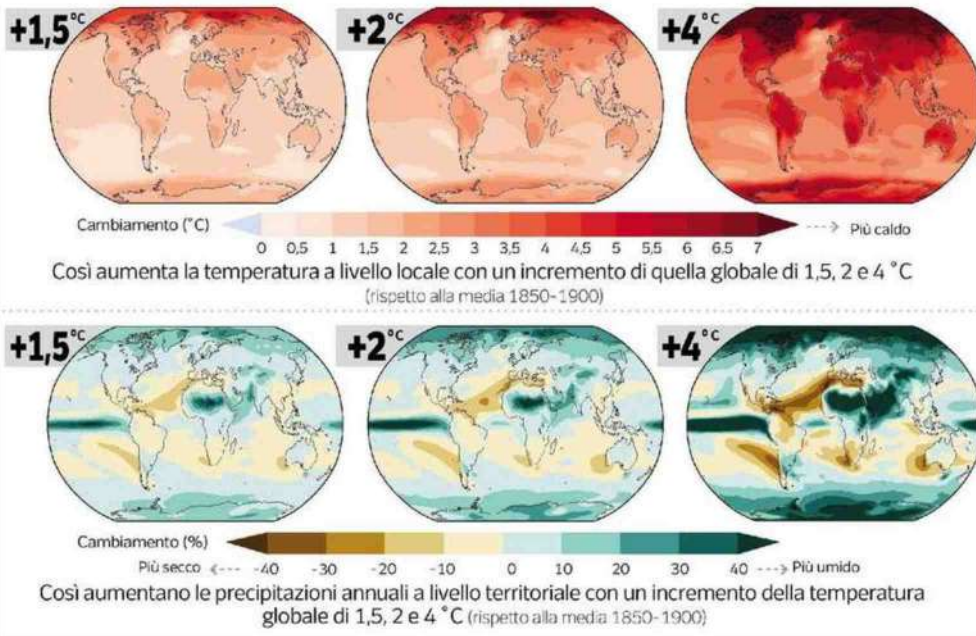 +1,5°C +2°C +4°C
Cambiamento (°C)
0 0,5 1 1,5 2 2,5 3 3,5 4 4,5 5,5 6 6.5 7
Più caldo
Così aumenta la temperatura a livello locale con un incremento di quella globale di 1,5, 2 e 4 °C
(rispetto alla media 1850-1900)
+1,5°C +2°C +4°C
Cambiamento (%)
Più secco -40 -30 -20 -10 0 10 20 30 40 Più umido
Così aumentano le precipitazioni annuali a livello territoriale con un incremento della temperatura
globale di 1,5, 2 e 4 °C (rispetto alla media 1850-1900)